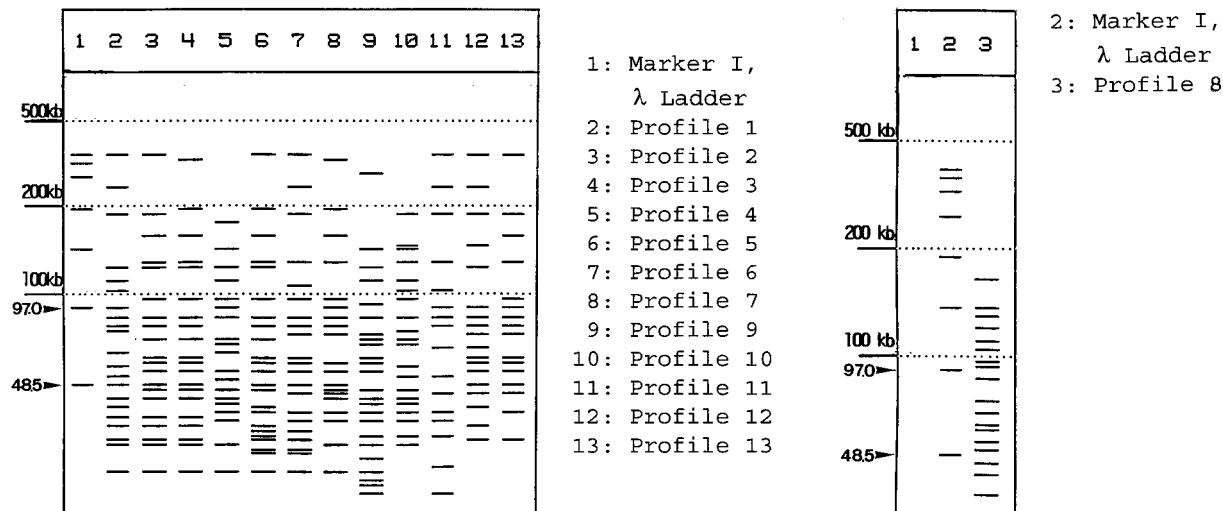 1 2 3 4 5 6 7 8 9 10 11 12 13
500kb
200kb
100kb
97.0
48.5
1: Marker I,
λ Ladder
2: Profile 1
3: Profile 2
4: Profile 3
5: Profile 4
6: Profile 5
7: Profile 6
8: Profile 7
9: Profile 9
10: Profile 10
11: Profile 11
12: Profile 12
13: Profile 13
1 2 3
500 kb
200 kb
100 kb
97.0
48.5
2: Marker I,
λ Ladder
3: Profile 8